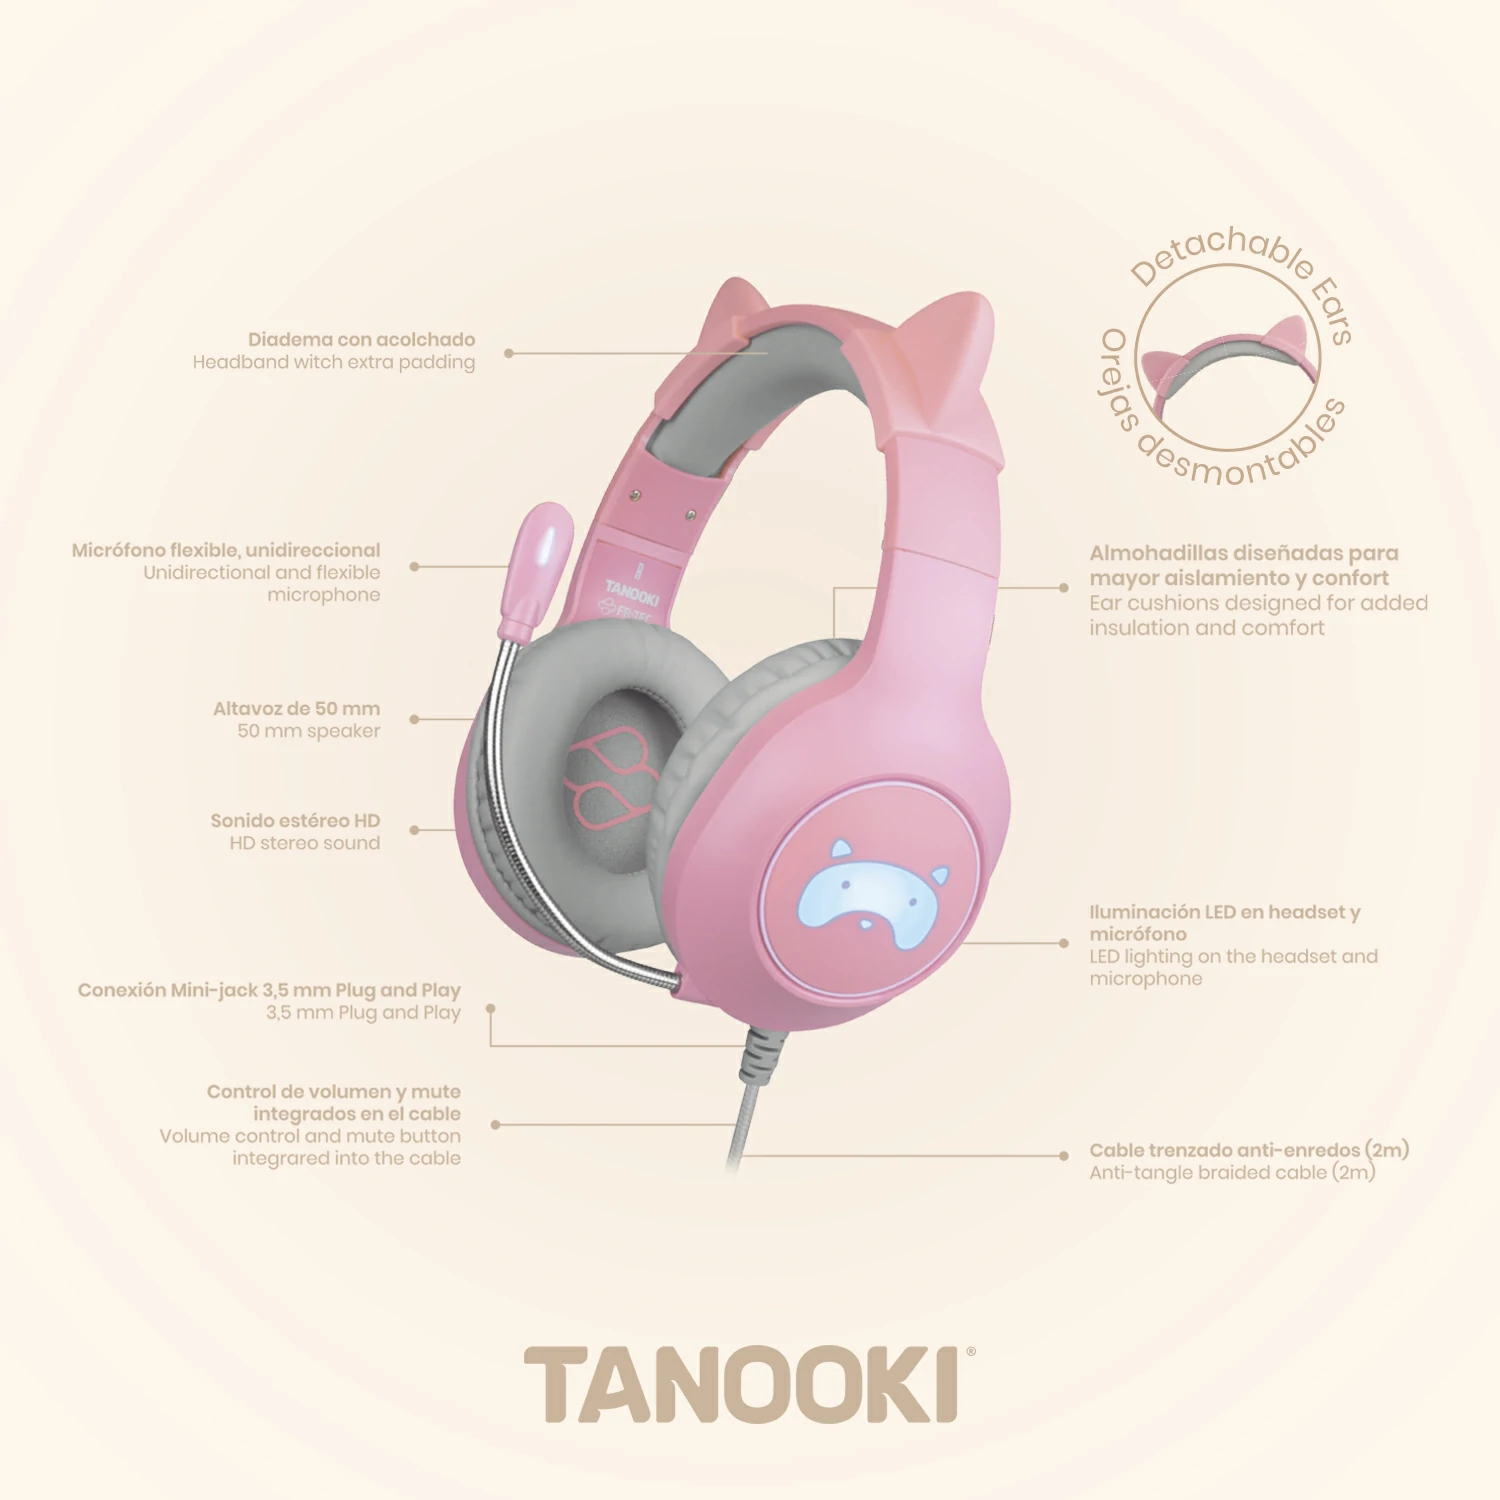 Detachable Ears
Orejas desmontables
Diadema con acolchado
Headband witch extra padding
Micrófono flexible, unidireccional
Unidirectional and flexible
microphone
Altavoz de 50 mm
50 mm speaker
Sonido estéreo HD
HD stereo sound
Conexión Mini-jack 3,5 mm Plug and Play
3,5 mm Plug and Play
Control de volumen y mute
integrados en el cable
Volume control and mute button
integrared into the cable
Almohadillas diseñadas para
mayor aislamiento y confort
Ear cushions designed for added
insulation and comfort
Iluminación LED en headset y
micrófono
LED lighting on the headset and
microphone
Cable trenzado anti-enredos (2m)
Anti-tangle braided cable (2m)
R
TANOOKI
FR-TEC
TANOOKI®